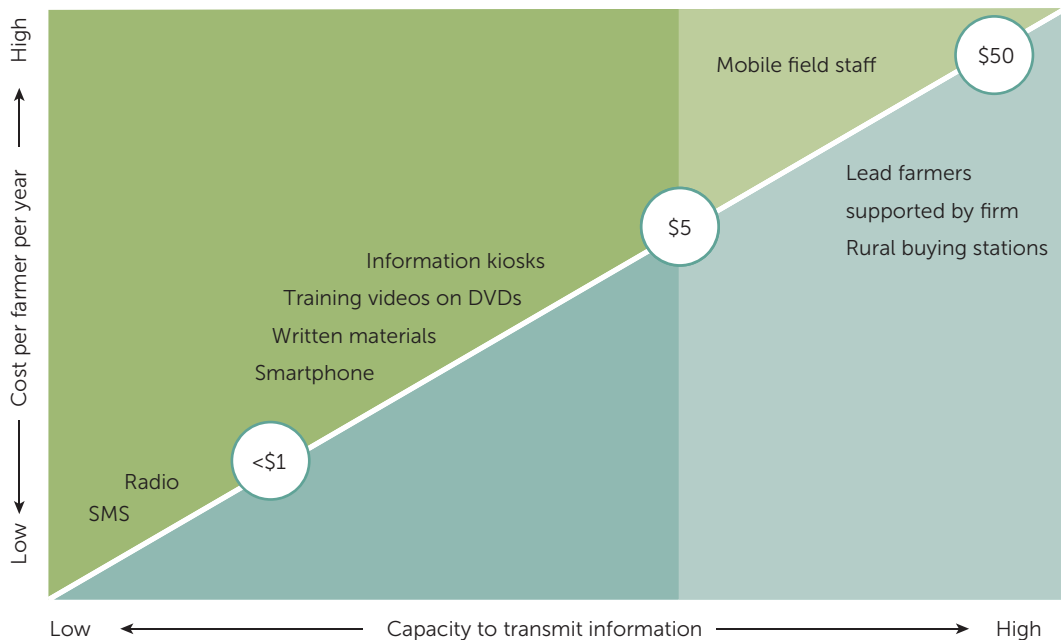 High
Cost per farmer per year
Low
$50
Mobile field staff
Lead farmers
supported by firm
Rural buying stations
$5
Information kiosks
Training videos on DVDs
Written materials
Smartphone
<$1
Radio
SMS
Low
Capacity to transmit information
High